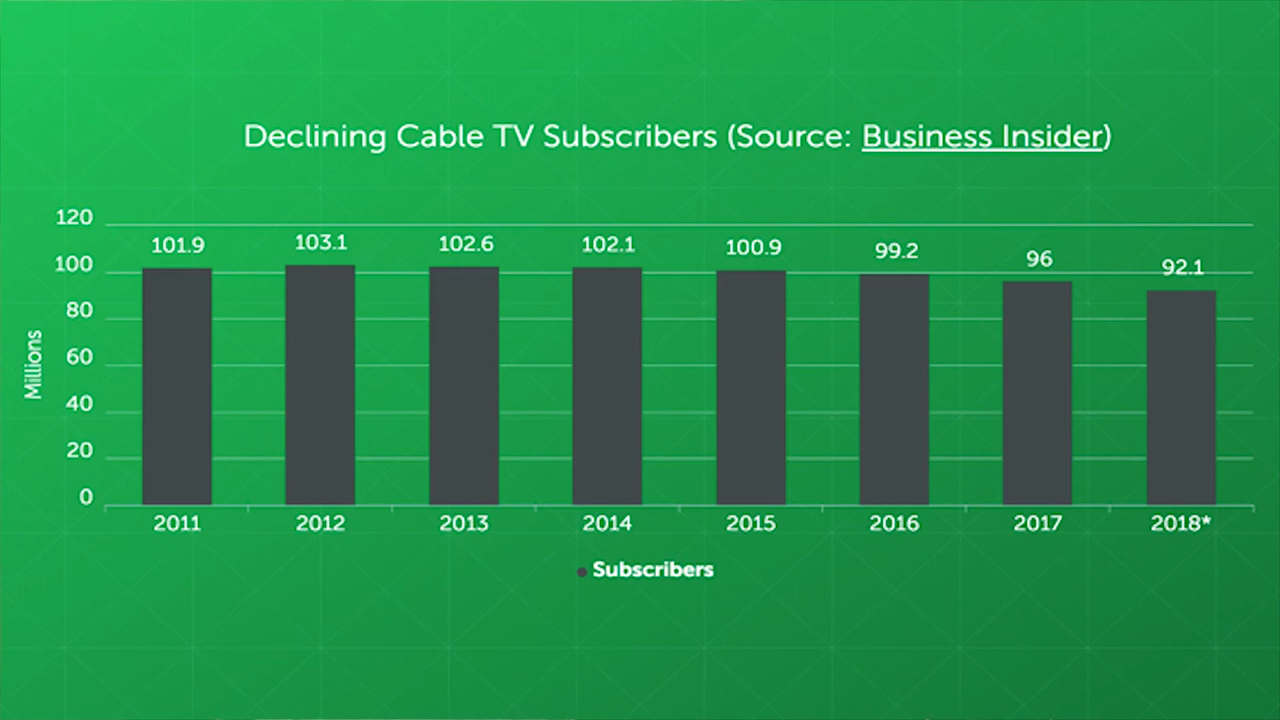 Declining Cable TV Subscribers (Source: Business Insider)
120
100
80
60
40
20
0
Millions
101.9 103.1 102.6 102.1 100.9 99.2 96 92.1
2011 2012 2013 2014 2015 2016 2017 2018*
Subscribers